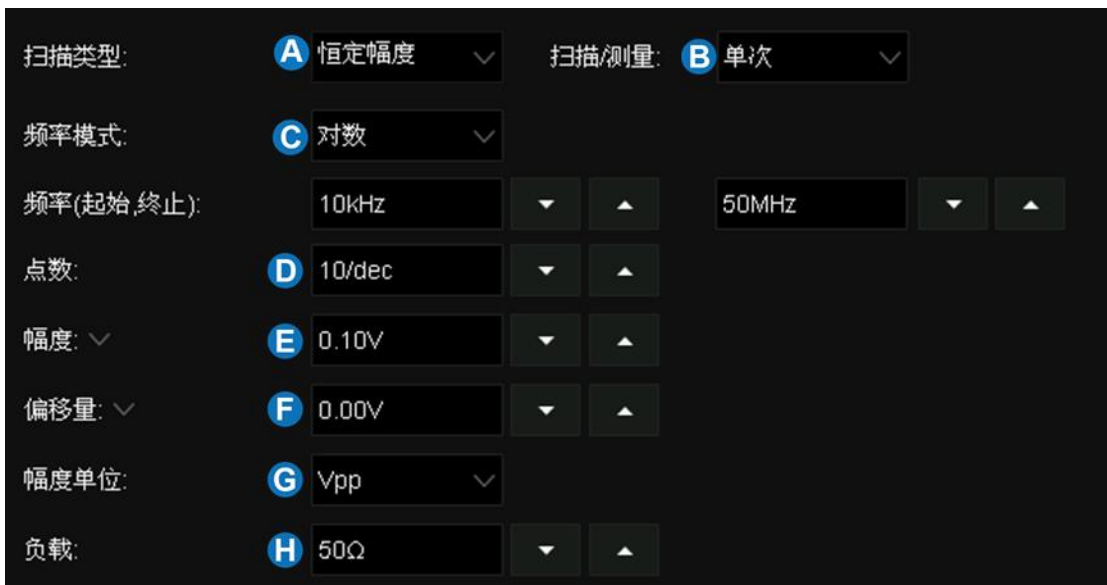 扫描类型: A 恒定幅度 扫描/测量: B 单次
频率模式: C 对数
频率(起始,终止): 10kHz 50MHz
点数: D 10/dec
幅度: E 0.10V
偏移量: F 0.00V
幅度单位: G Vpp
负载: H 50Ω